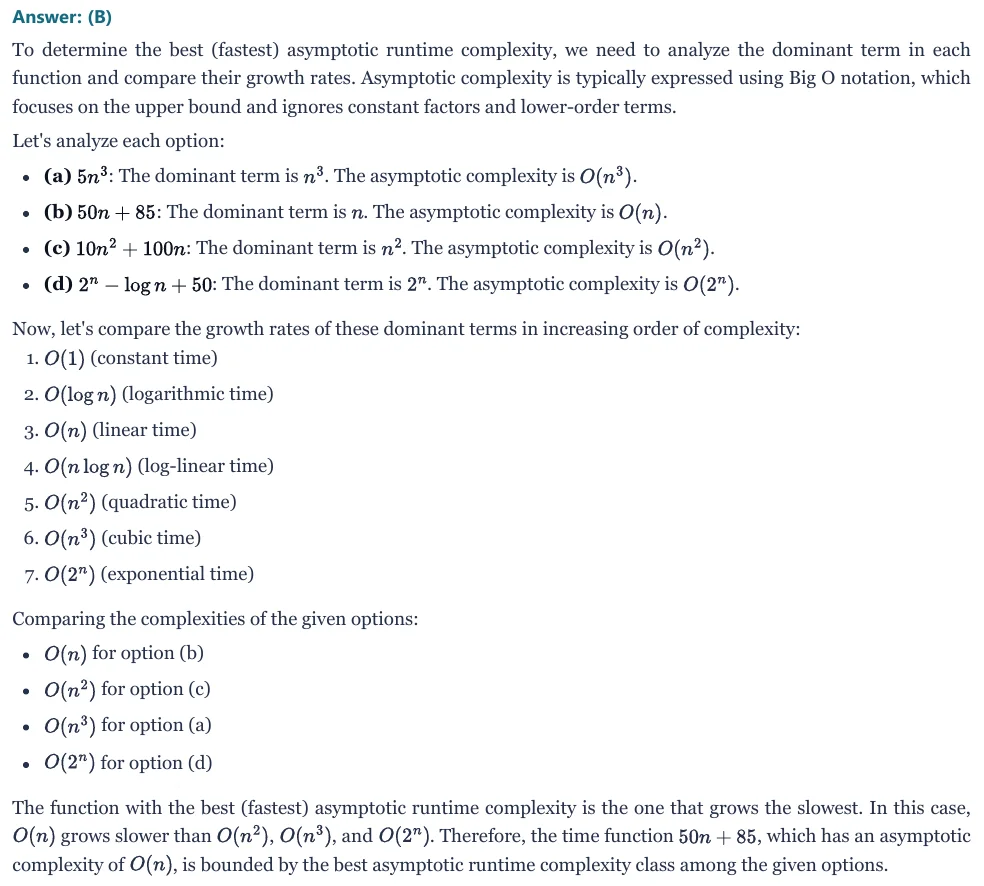 Answer: (B)
To determine the best (fastest) asymptotic runtime complexity, we need to analyze the dominant term in each
function and compare their growth rates. Asymptotic complexity is typically expressed using Big O notation, which
focuses on the upper bound and ignores constant factors and lower-order terms.
Let's analyze each option:
• (a) 5n³: The dominant term is n³. The asymptotic complexity is O(n³).
• (b) 50n + 85: The dominant term is n. The asymptotic complexity is O(n).
• (c) 10n² + 100n: The dominant term is n². The asymptotic complexity is O(n²).
• (d) 2ⁿ − log n + 50: The dominant term is 2ⁿ. The asymptotic complexity is O(2ⁿ).
Now, let's compare the growth rates of these dominant terms in increasing order of complexity:
1. O(1) (constant time)
2. O(log n) (logarithmic time)
3. O(n) (linear time)
4. O(n log n) (log-linear time)
5. O(n²) (quadratic time)
6. O(n³) (cubic time)
7. O(2ⁿ) (exponential time)
Comparing the complexities of the given options:
• O(n) for option (b)
• O(n²) for option (c)
• O(n³) for option (a)
• O(2ⁿ) for option (d)
The function with the best (fastest) asymptotic runtime complexity is the one that grows the slowest. In this case,
O(n) grows slower than O(n²), O(n³), and O(2ⁿ). Therefore, the time function 50n + 85, which has an asymptotic
complexity of O(n), is bounded by the best asymptotic runtime complexity class among the given options.